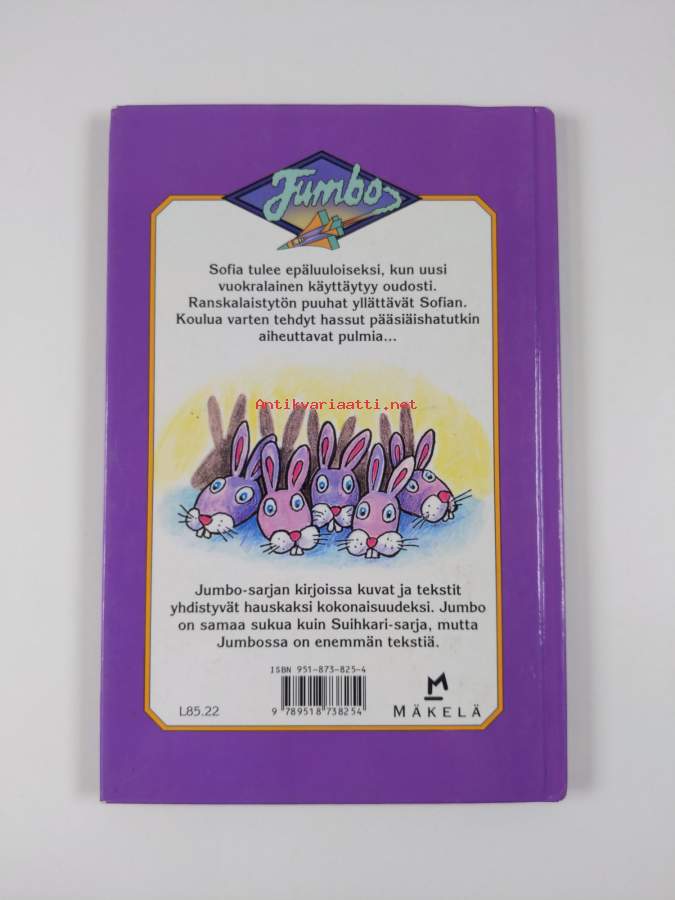 Jumbo
Sofia tulee epäluuloiseksi, kun uusi
vuokralainen käyttäytyy oudosti.
Ranskalaistytön puuhat yllättävät Sofian.
Koulua varten tehdyt hassut pääsiäishatutkin
aiheuttavat pulmia...
Antikvariaatti.net
Jumbo-sarjan kirjoissa kuvat ja tekstit
yhdistyvät hauskaksi kokonaisuudeksi. Jumbo
on samaa sukua kuin Suihkari-sarja, mutta
Jumbossa on enemmän tekstiä.
ISBN 951-873-825-4
L85.22
9 789518 738254
M
MÄKELÄ